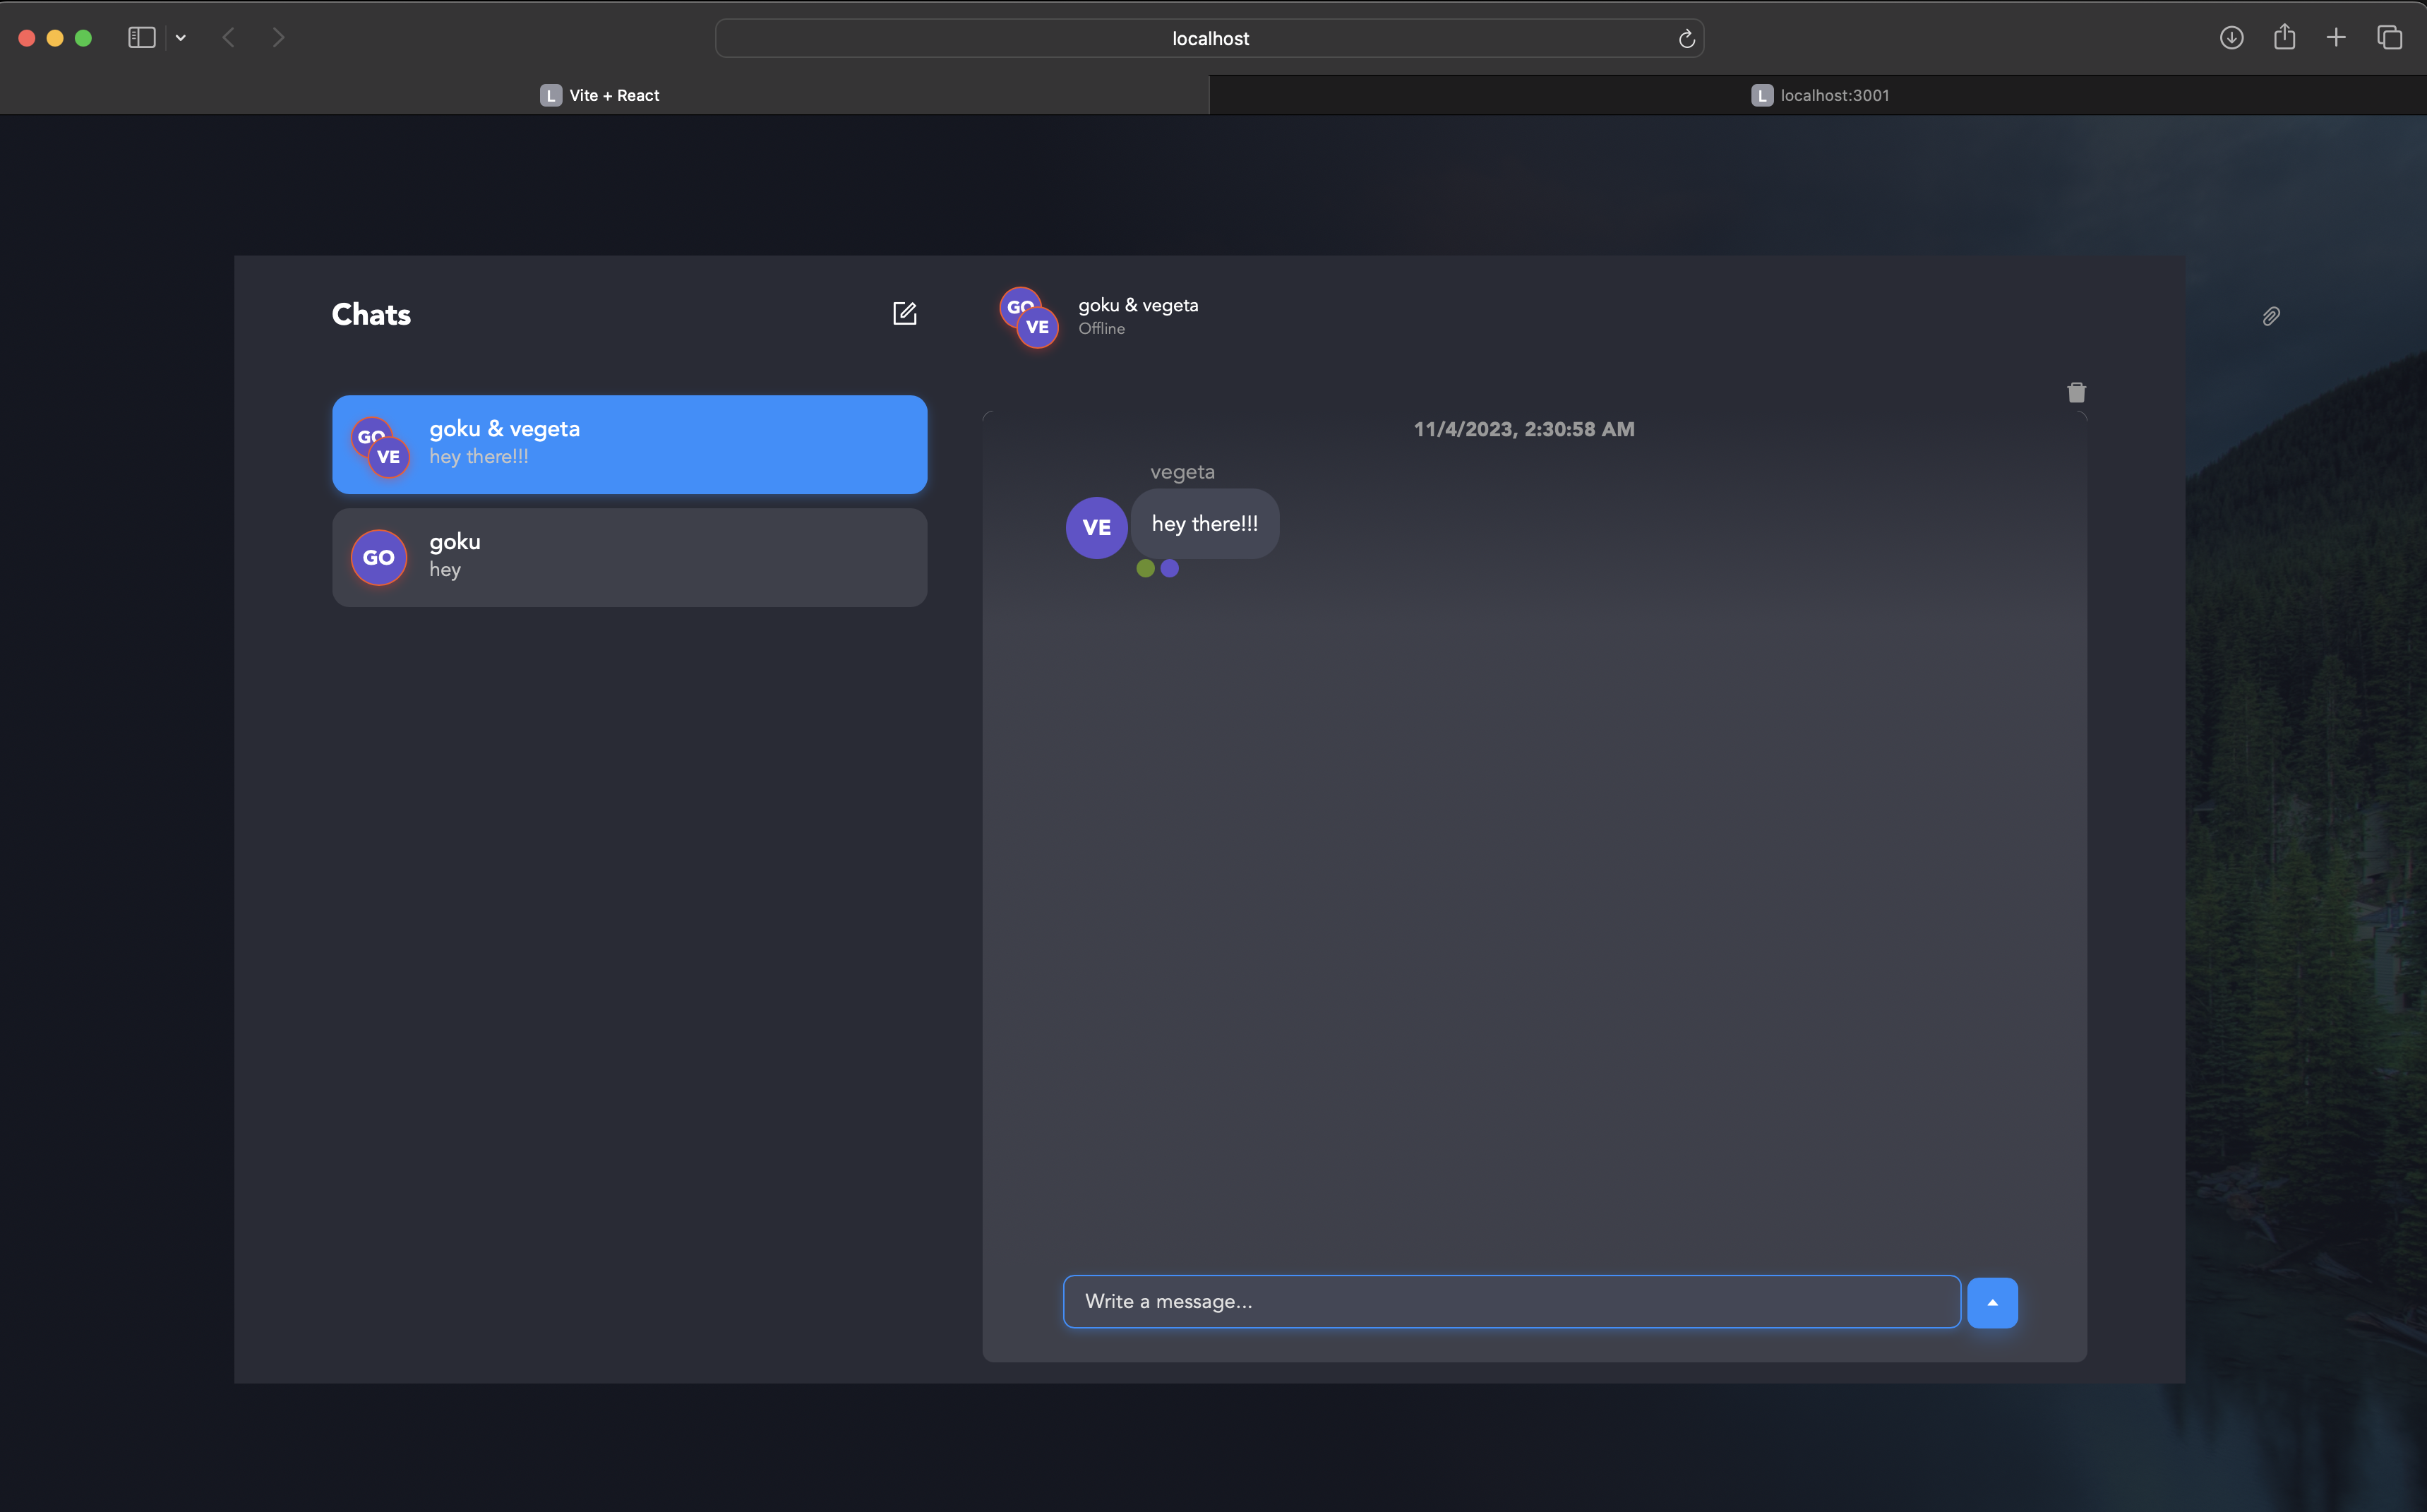 localhost
L Vite + React
L localhost:3001
Chats
GO
VE
goku & vegeta
hey there!!!
GO
goku
hey
GO
VE
goku & vegeta
Offline
11/4/2023, 2:30:58 AM
vegeta
VE
hey there!!!
Write a message...